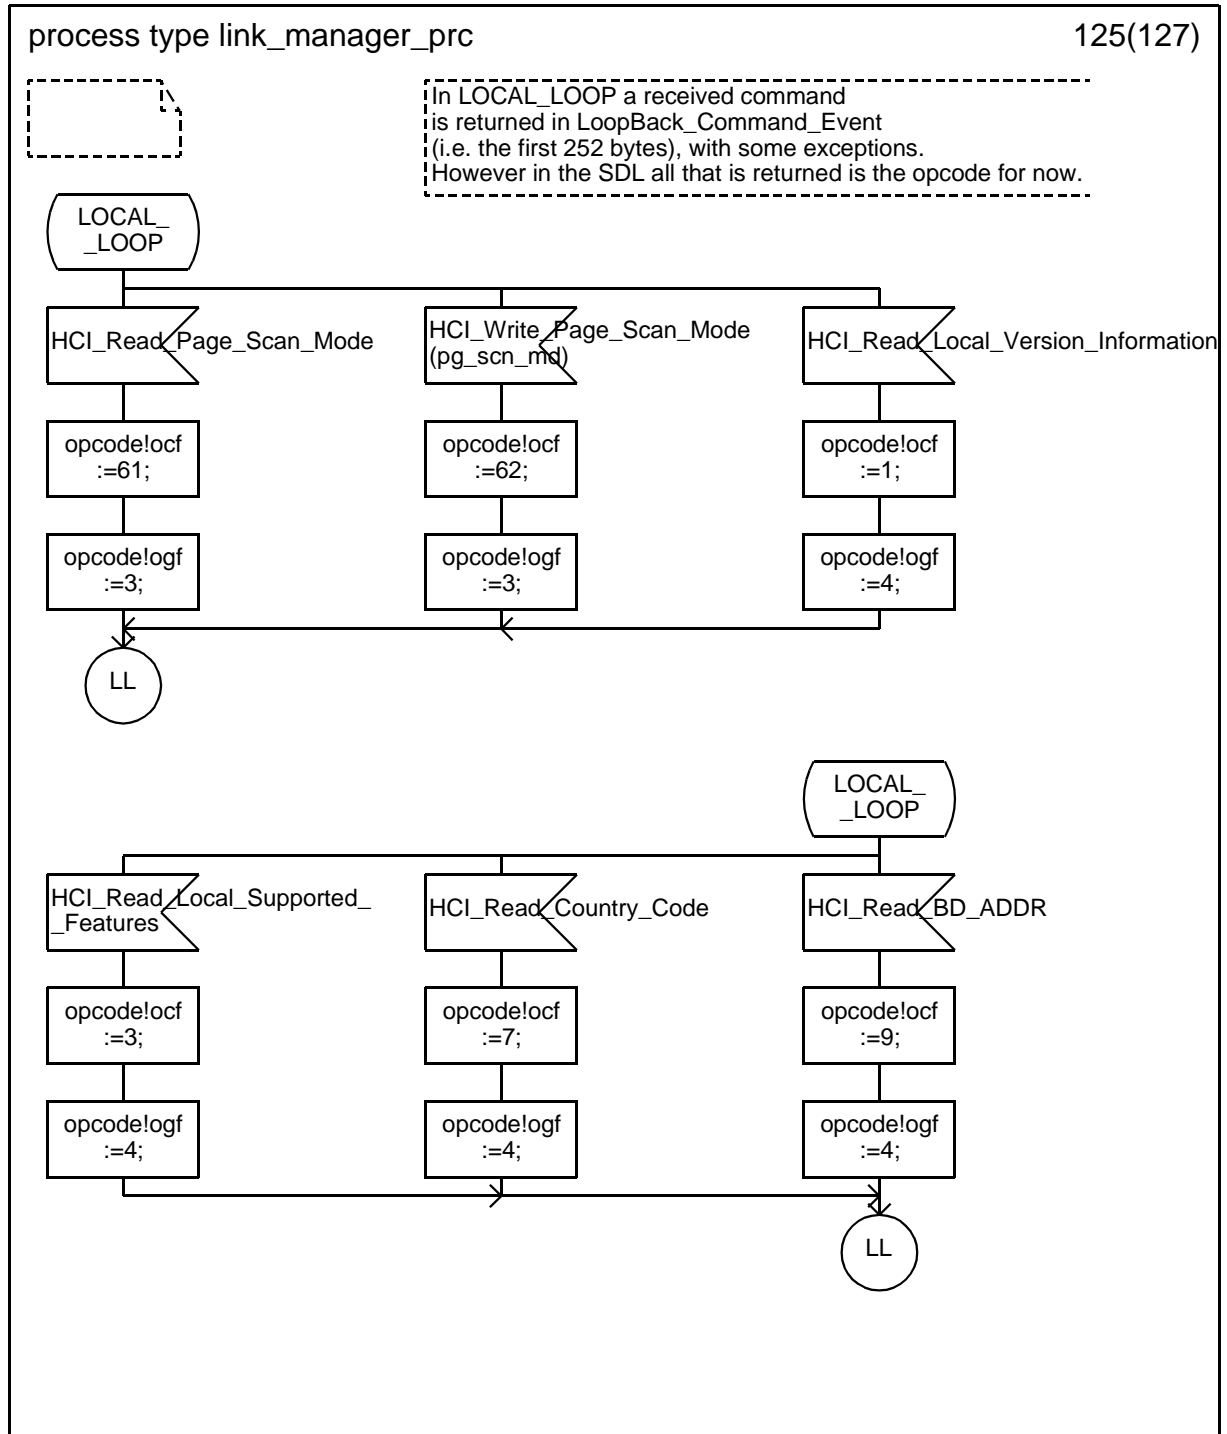 process type link_manager_prc
125(127)
In LOCAL_LOOP a received command
is returned in LoopBack_Command_Event
(i.e. the first 252 bytes), with some exceptions.
However in the SDL all that is returned is the opcode for now.
LOCAL_
_LOOP
HCI_Read_Page_Scan_Mode
HCI_Write_Page_Scan_Mode
(pg_scn_md)
HCI_Read_Local_Version_Information
opcode!ocf
:=61;
opcode!ocf
:=62;
opcode!ocf
:=1;
opcode!ogf
:=3;
opcode!ogf
:=3;
opcode!ogf
:=4;
LL
LOCAL_
_LOOP
HCI_Read_Local_Supported_
_Features
HCI_Read_Country_Code
HCI_Read_BD_ADDR
opcode!ocf
:=3;
opcode!ocf
:=7;
opcode!ocf
:=9;
opcode!ogf
:=4;
opcode!ogf
:=4;
opcode!ogf
:=4;
LL